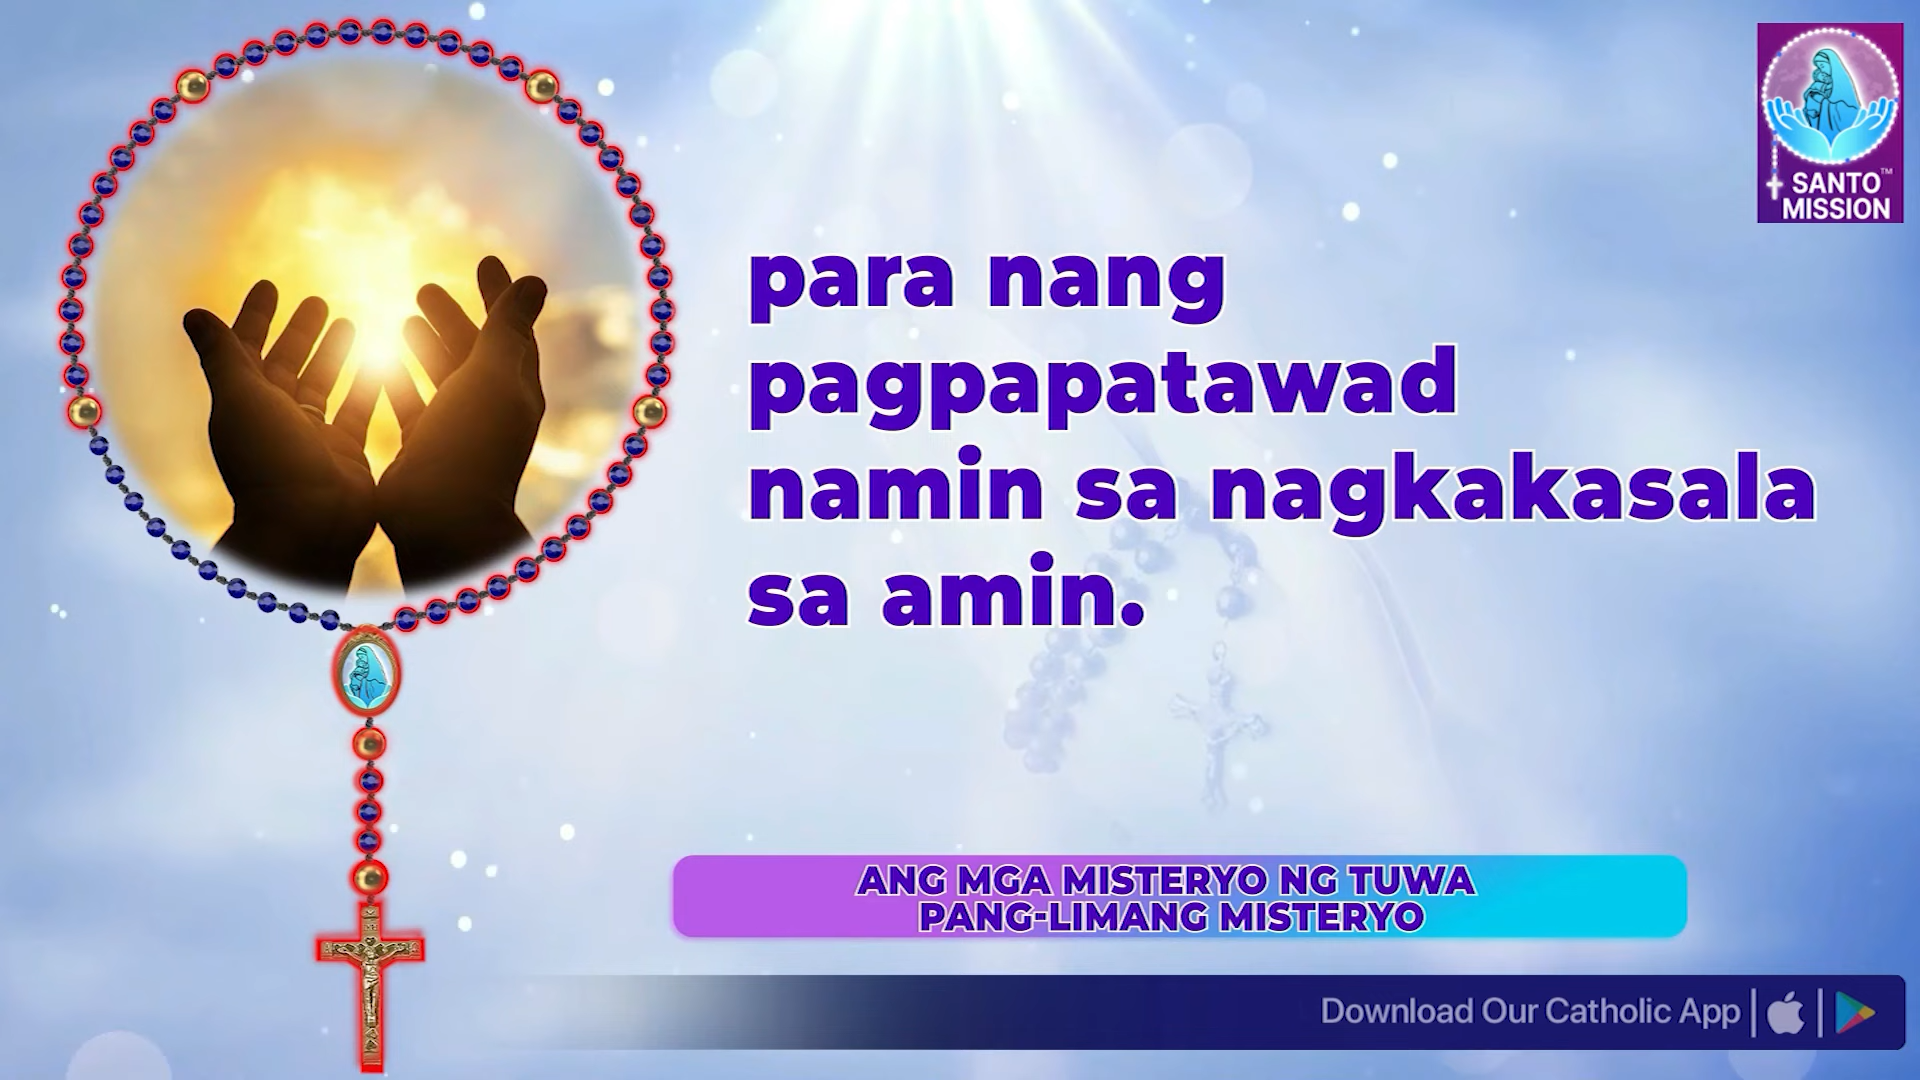 SANTO™
MISSION
para nang
pagpapatawad
namin sa nagkakasala
sa amin.
ANG MGA MISTERYO NG TUWA
PANG-LIMANG MISTERYO
Download Our Catholic App